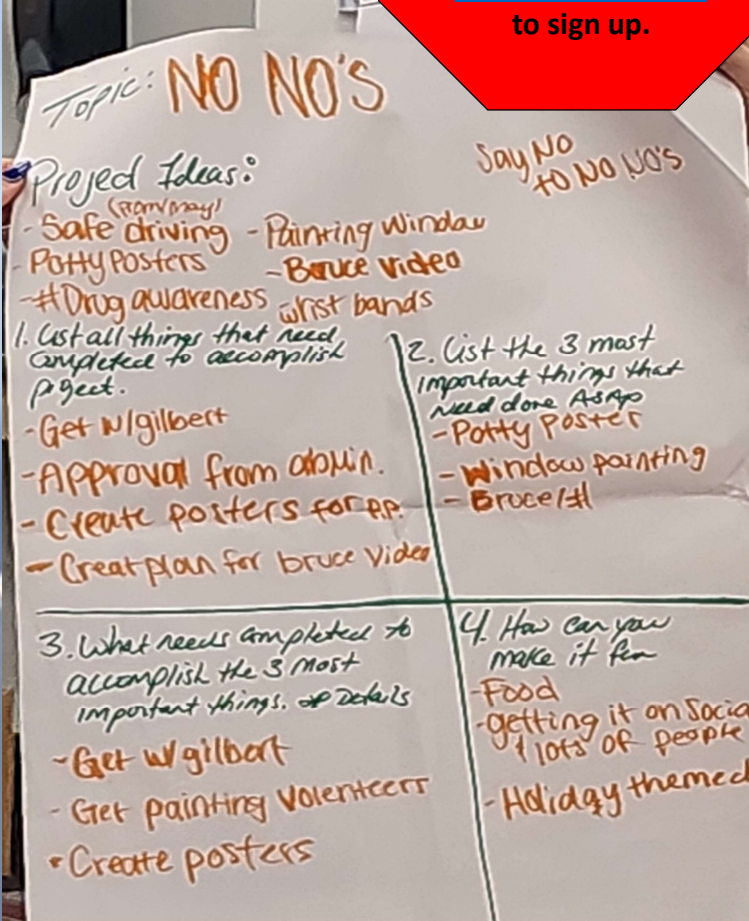 to sign up.
Topic: NO NO'S
Say NO
to NO NO'S
Project Ideas:
(Prom/may)
- Safe driving - Painting Window
- Potty Posters - Bruce video
- #Drug awareness wrist bands
1. List all things that need
completed to accomplish
project.
- Get w/gilbert
- Approval from admin.
- Create posters for P.P.
- Creat plan for bruce video
2. List the 3 most
important things that
need done ASAP
- Potty Poster
- Window painting
- Bruce/#
3. What needs completed to
accomplish the 3 most
important things. Details
- Get w/gilbert
- Get painting Volenteers
- Create posters
4. How can you
make it fun
- Food
- getting it on Socia
& lots of people
- Holiday themed